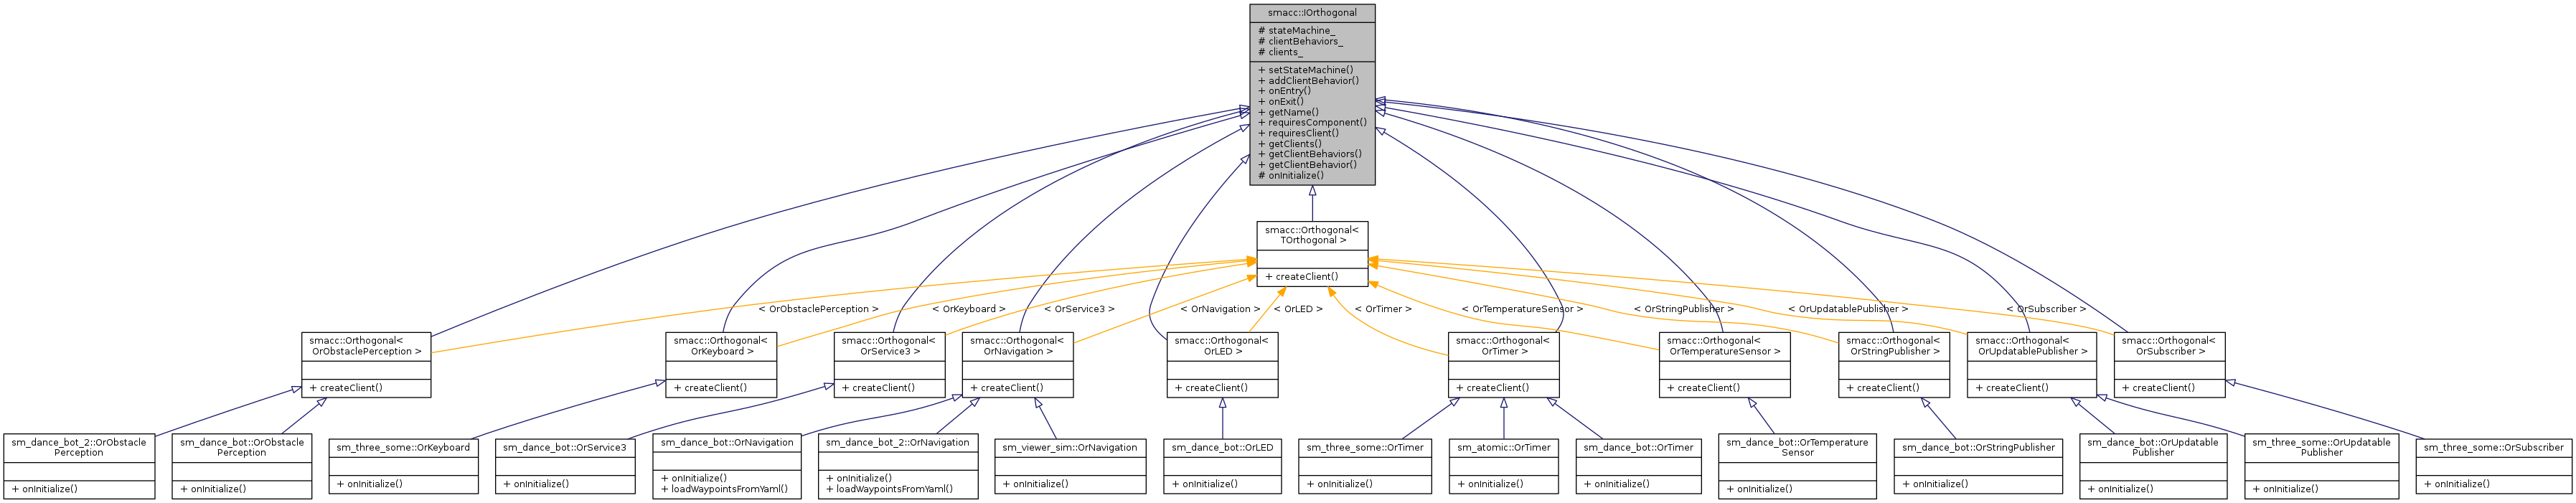 smacc::IOrthogonal
# stateMachine_
# clientBehaviors_
# clients_
+ setStateMachine()
+ addClientBehavior()
+ onEntry()
+ onExit()
+ getName()
+ requiresComponent()
+ requiresClient()
+ getClients()
+ getClientBehaviors()
+ getClientBehavior()
# onInitialize()
smacc::Orthogonal<
TOrthogonal >
+ createClient()
< OrObstaclePerception >
< OrKeyboard >
< OrService3 >
< OrNavigation >
< OrLED >
< OrTimer >
< OrTemperatureSensor >
< OrStringPublisher >
< OrUpdatablePublisher >
< OrSubscriber >
smacc::Orthogonal<
OrObstaclePerception >
+ createClient()
smacc::Orthogonal<
OrKeyboard >
+ createClient()
smacc::Orthogonal<
OrService3 >
+ createClient()
smacc::Orthogonal<
OrNavigation >
+ createClient()
smacc::Orthogonal<
OrLED >
+ createClient()
smacc::Orthogonal<
OrTimer >
+ createClient()
smacc::Orthogonal<
OrTemperatureSensor >
+ createClient()
smacc::Orthogonal<
OrStringPublisher >
+ createClient()
smacc::Orthogonal<
OrUpdatablePublisher >
+ createClient()
smacc::Orthogonal<
OrSubscriber >
+ createClient()
sm_dance_bot_2::OrObstacle
Perception
+ onInitialize()
sm_dance_bot::OrObstacle
Perception
+ onInitialize()
sm_three_some::OrKeyboard
+ onInitialize()
sm_dance_bot::OrService3
+ onInitialize()
sm_dance_bot::OrNavigation
+ onInitialize()
+ loadWaypointsFromYaml()
sm_dance_bot_2::OrNavigation
+ onInitialize()
+ loadWaypointsFromYaml()
sm_viewer_sim::OrNavigation
+ onInitialize()
sm_dance_bot::OrLED
+ onInitialize()
sm_three_some::OrTimer
+ onInitialize()
sm_atomic::OrTimer
+ onInitialize()
sm_dance_bot::OrTimer
+ onInitialize()
sm_dance_bot::OrTemperature
Sensor
+ onInitialize()
sm_dance_bot::OrStringPublisher
+ onInitialize()
sm_dance_bot::OrUpdatable
Publisher
+ onInitialize()
sm_three_some::OrUpdatable
Publisher
+ onInitialize()
sm_three_some::OrSubscriber
+ onInitialize()